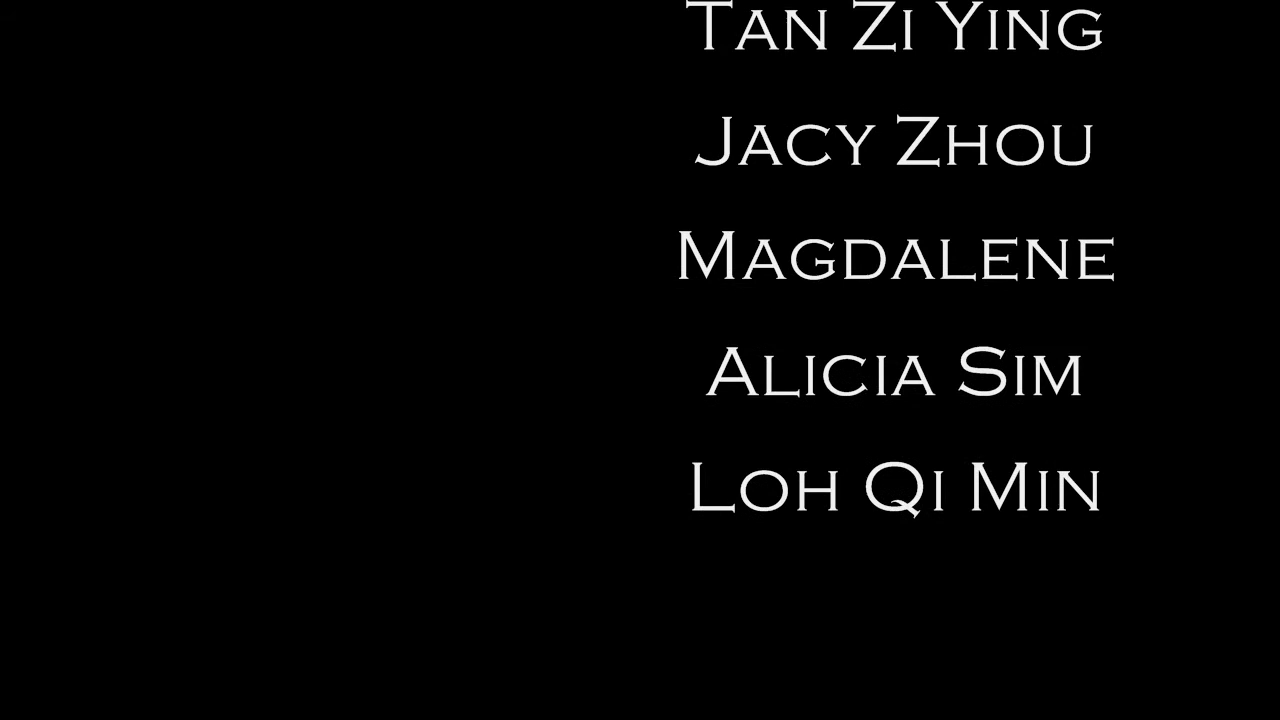 Tan Zi Ying
Jacy Zhou
Magdalene
Alicia Sim
Loh Qi Min